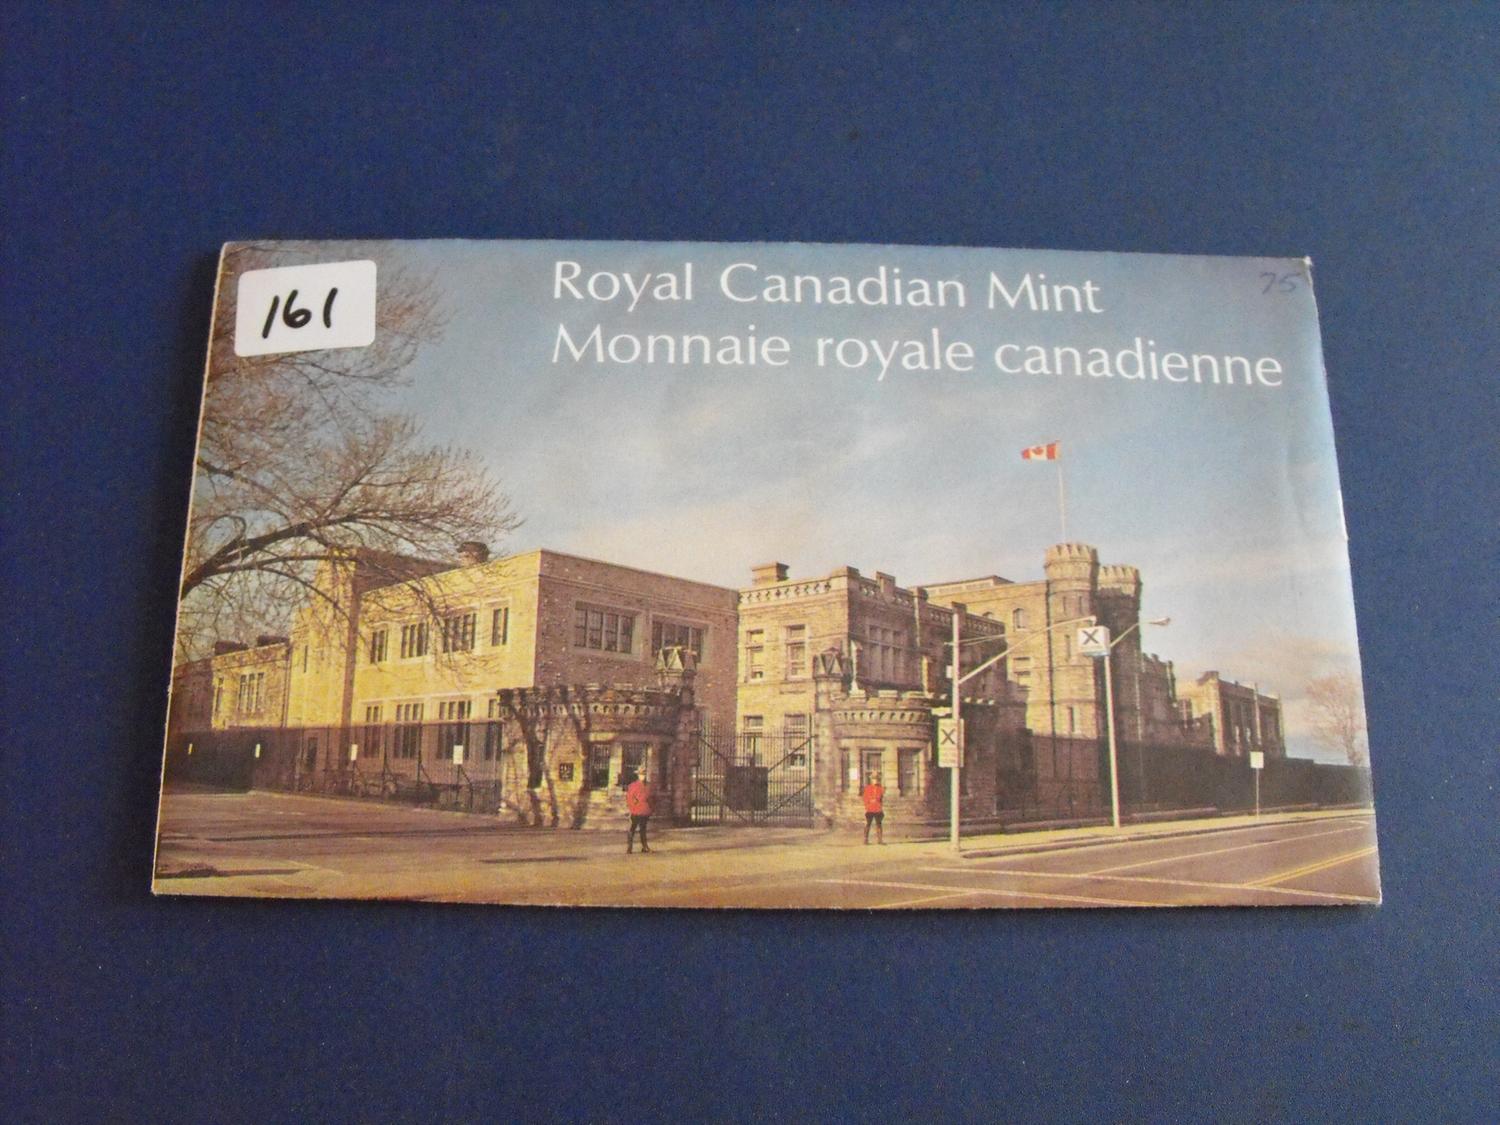 161
Royal Canadian Mint
75
Monnaie royale canadienne
X
X